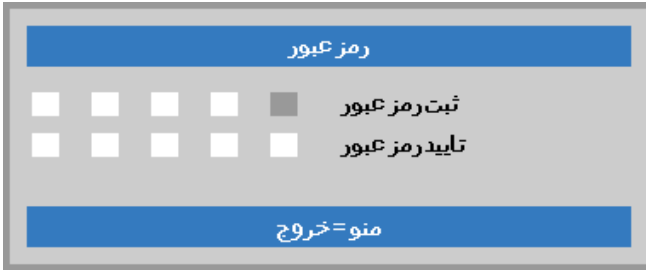 رمز عبور
ثبت رمز عبور
تایید رمز عبور
منو=خروج